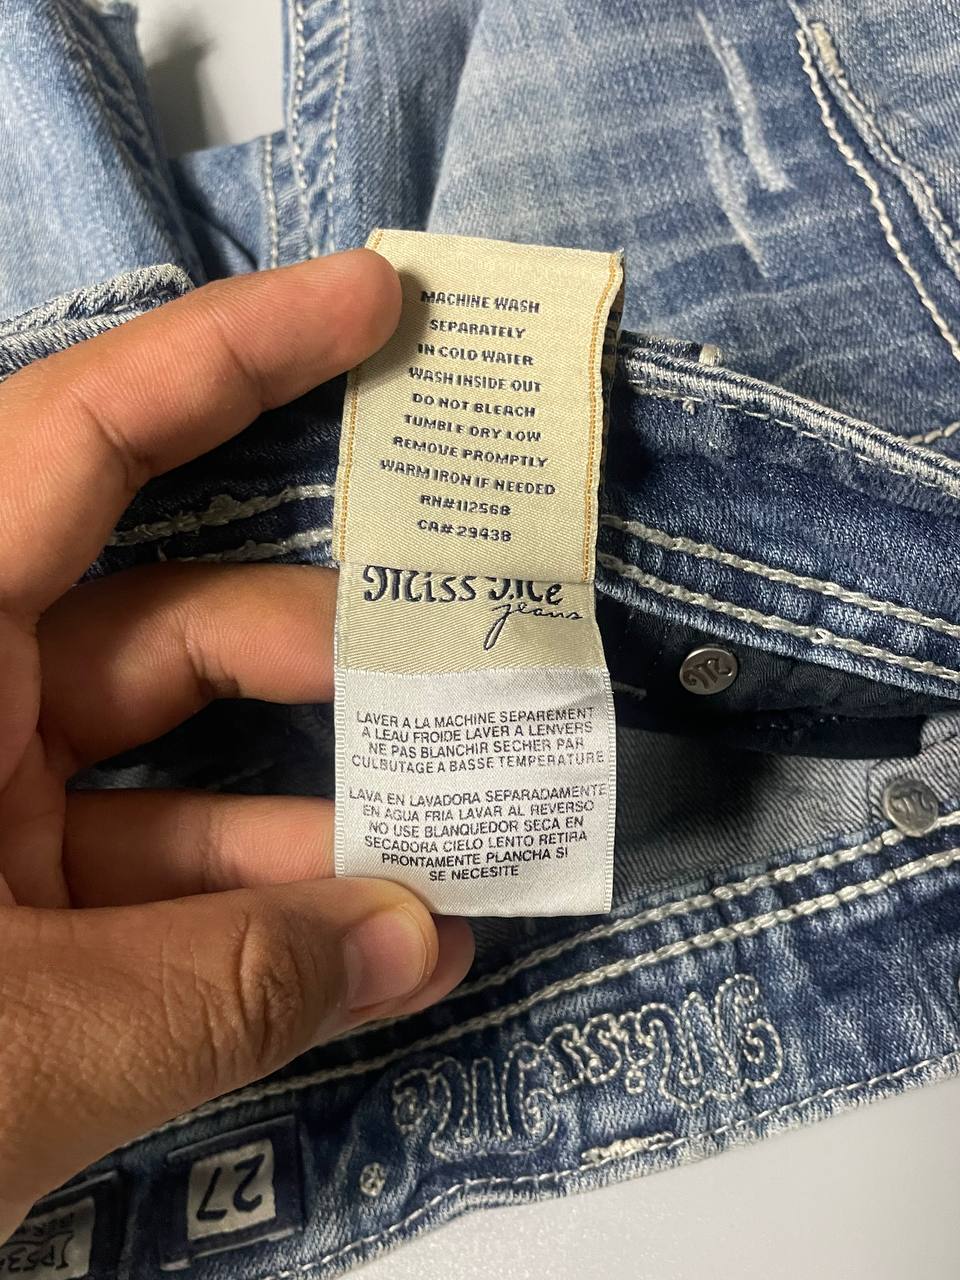 MACHINE WASH
SEPARATELY
IN COLD WATER
WASH INSIDE OUT
DO NOT BLEACH
TUMBLE DRY LOW
REMOVE PROMPTLY
WARM IRON IF NEEDED
RN#112568
CA#29438
Miss Me
jeans
LAVER A LA MACHINE SEPAREMENT
A LEAU FROIDE LAVER A LENVERS
NE PAS BLANCHIR SECHER PAR
CULBUTAGE A BASSE TEMPERATURE
LAVA EN LAVADORA SEPARADAMENTE
EN AGUA FRIA LAVAR AL REVERSO
NO USE BLANQUEDOR SECA EN
SECADORA CIELO LENTO RETIRA
PRONTAMENTE PLANCHA SI
SE NECESITE
Miss Me
27